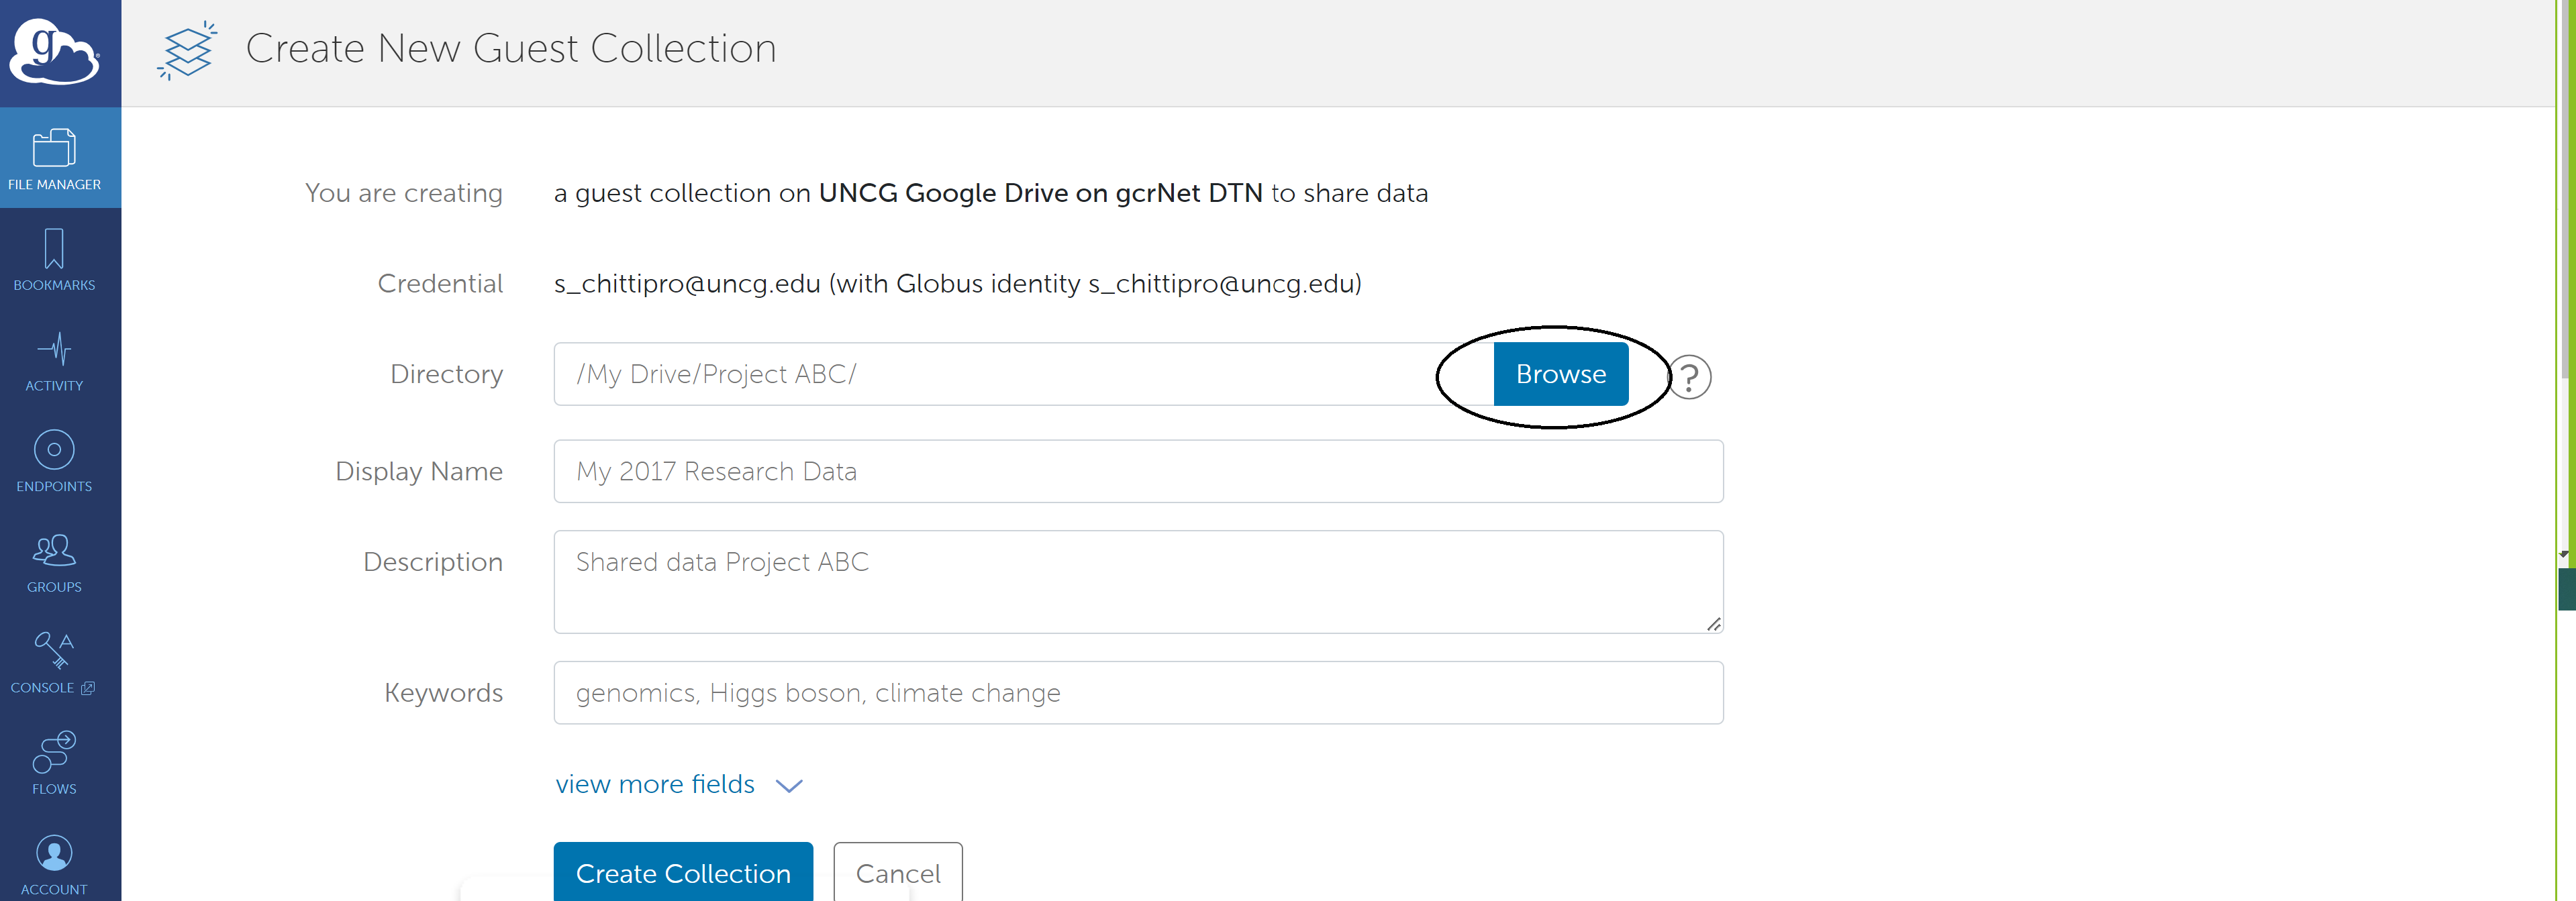 g
Create New Guest Collection
FILE MANAGER
BOOKMARKS
ACTIVITY
ENDPOINTS
GROUPS
CONSOLE
FLOWS
ACCOUNT
You are creating a guest collection on UNCG Google Drive on gcrNet DTN to share data
Credential s_chittipro@uncg.edu (with Globus identity s_chittipro@uncg.edu)
Directory /My Drive/Project ABC/ Browse ?
Display Name My 2017 Research Data
Description Shared data Project ABC
Keywords genomics, Higgs boson, climate change
view more fields
Create Collection Cancel